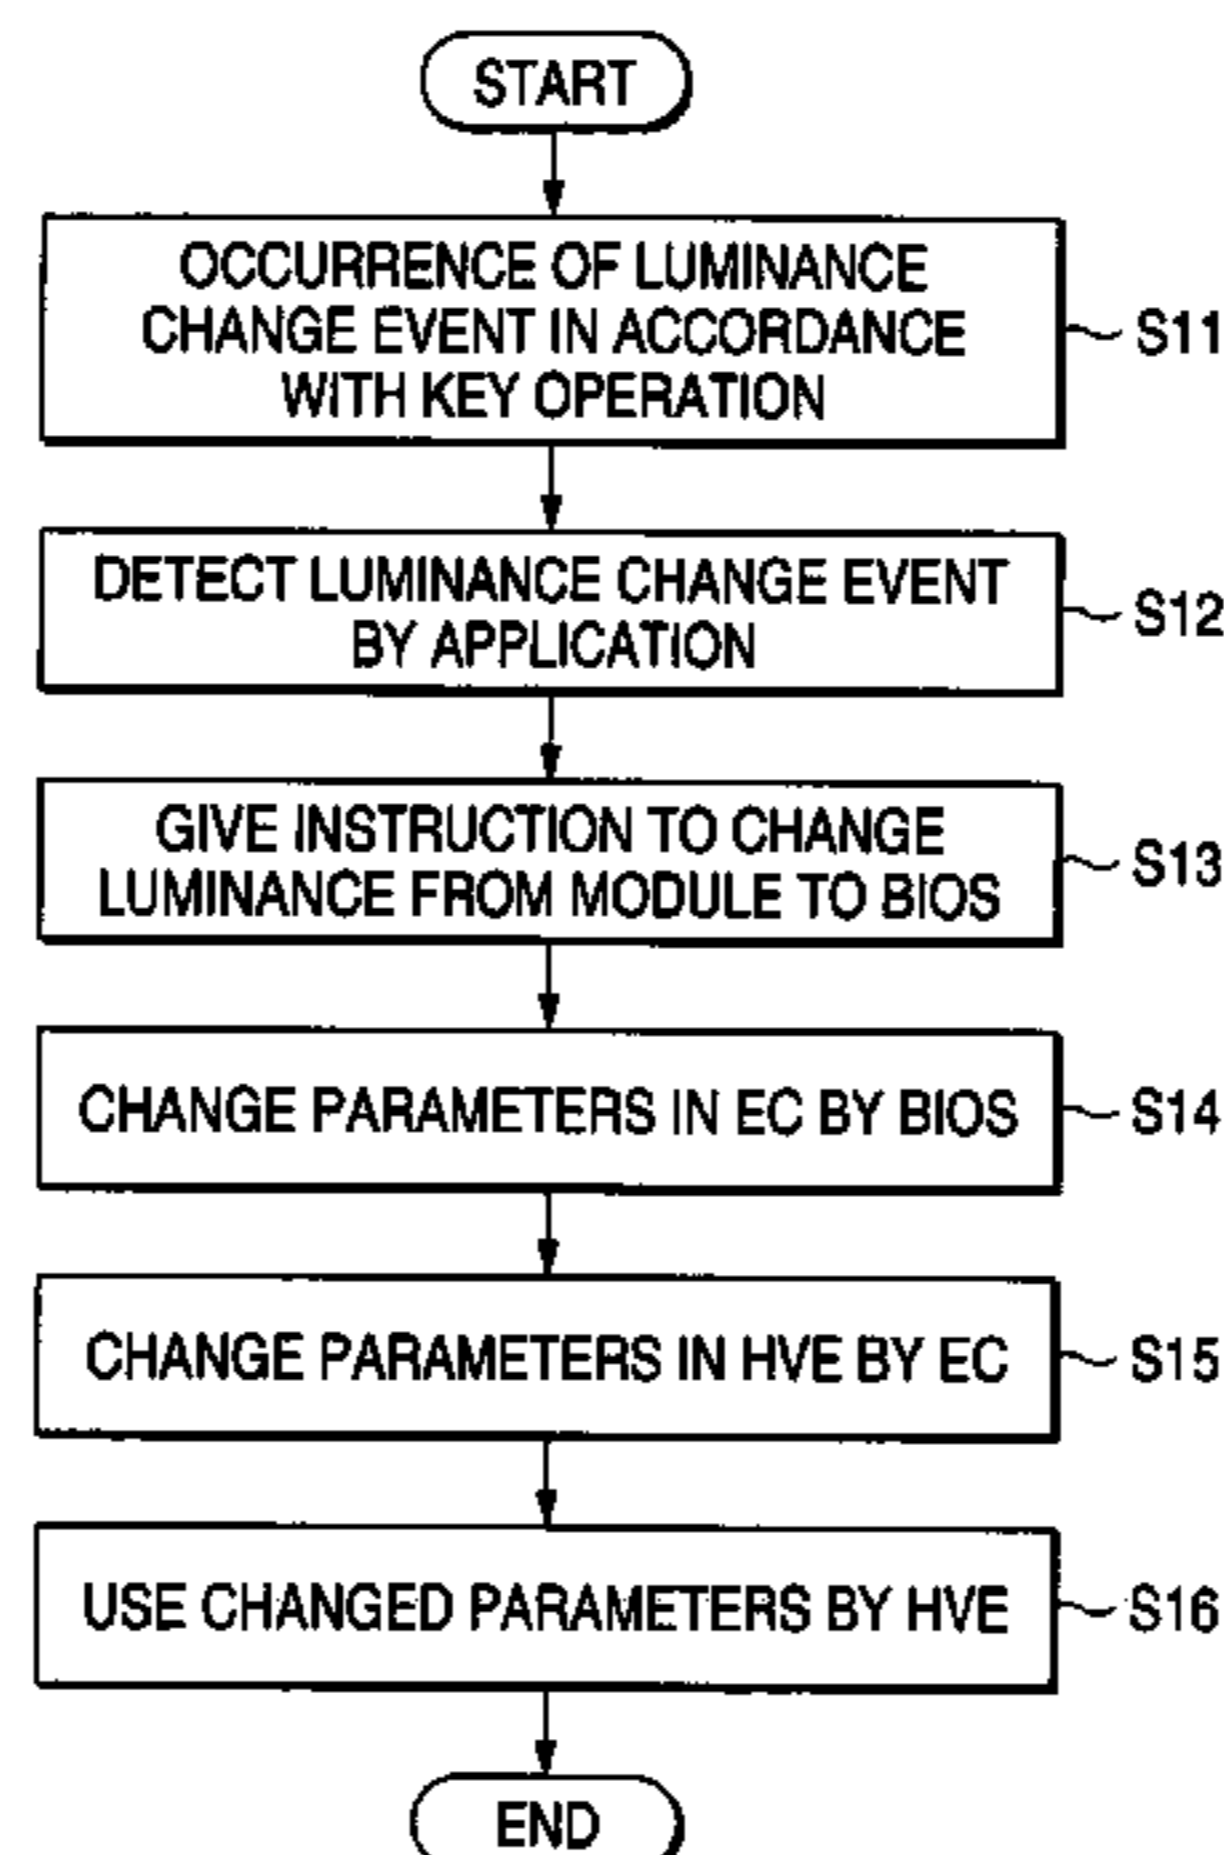 START
OCCURRENCE OF LUMINANCE
CHANGE EVENT IN ACCORDANCE
WITH KEY OPERATION
S11
DETECT LUMINANCE CHANGE EVENT
BY APPLICATION
S12
GIVE INSTRUCTION TO CHANGE
LUMINANCE FROM MODULE TO BIOS
S13
CHANGE PARAMETERS IN EC BY BIOS
S14
CHANGE PARAMETERS IN HVE BY EC
S15
USE CHANGED PARAMETERS BY HVE
S16
END